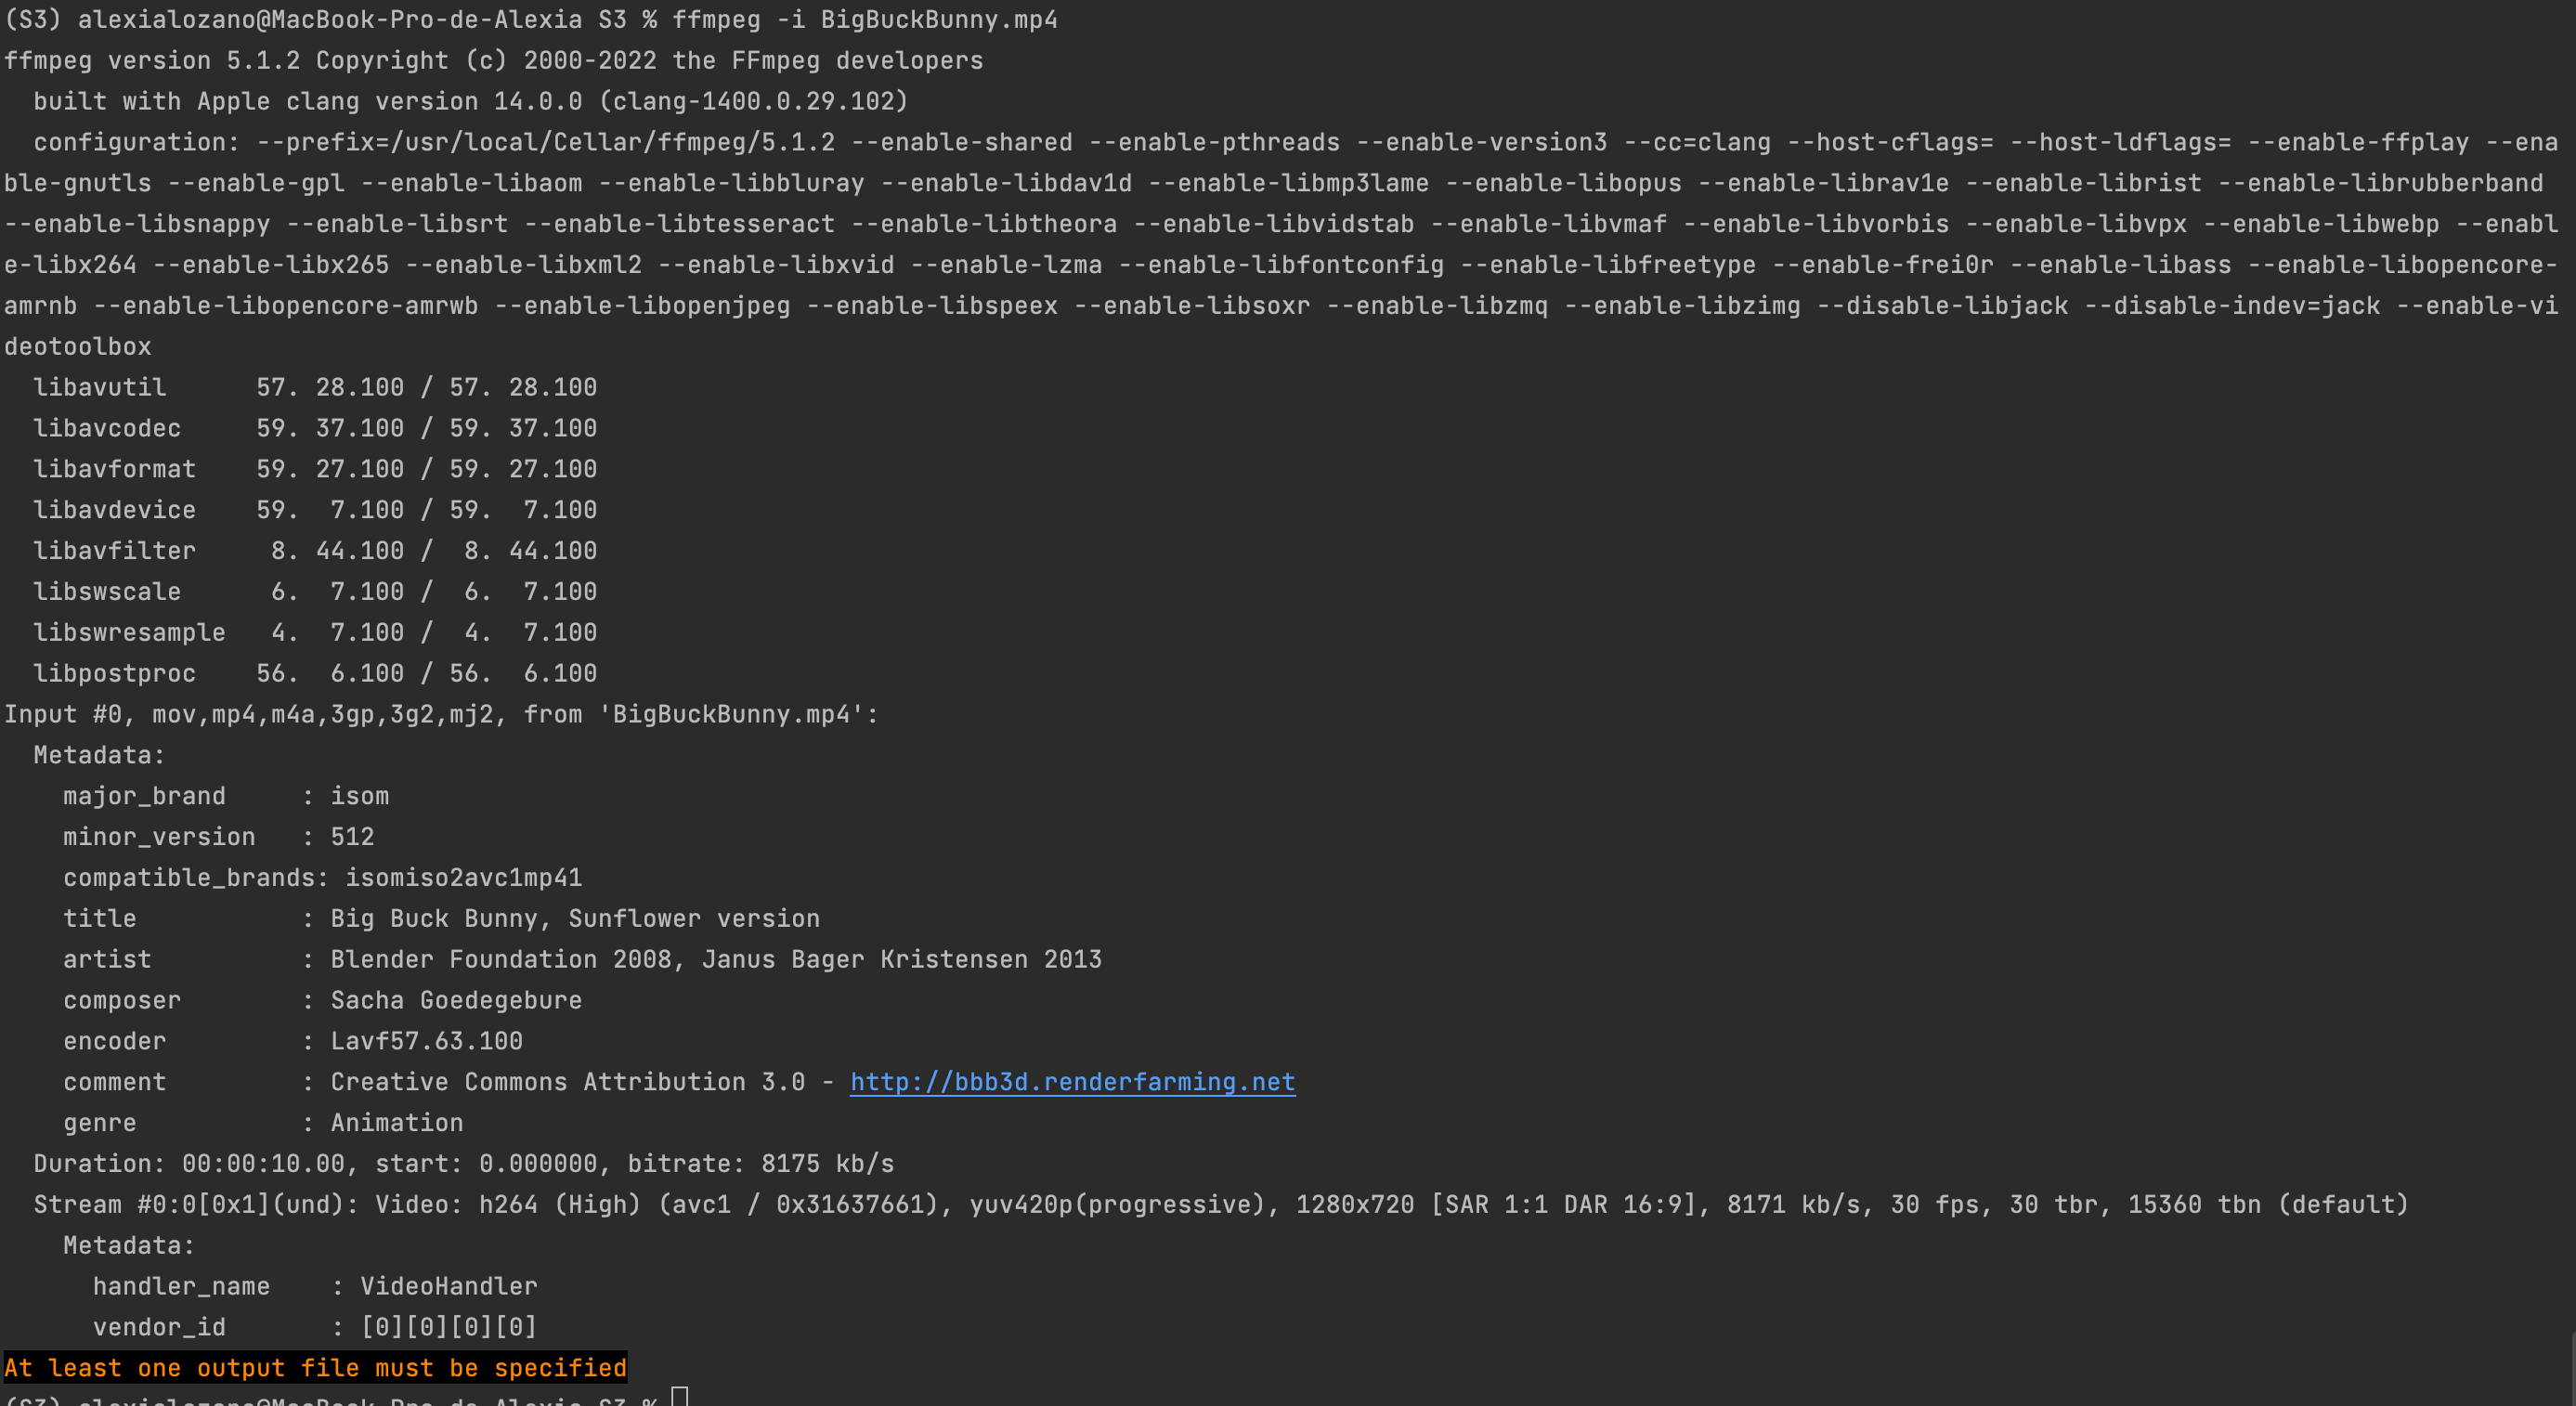 (S3) alexialozano@MacBook-Pro-de-Alexia S3 % ffmpeg -i BigBuckBunny.mp4
ffmpeg version 5.1.2 Copyright (c) 2000-2022 the FFmpeg developers
  built with Apple clang version 14.0.0 (clang-1400.0.29.102)
  configuration: --prefix=/usr/local/Cellar/ffmpeg/5.1.2 --enable-shared --enable-pthreads --enable-version3 --cc=clang --host-cflags= --host-ldflags= --enable-ffplay --ena
ble-gnutls --enable-gpl --enable-libaom --enable-libbluray --enable-libdav1d --enable-libmp3lame --enable-libopus --enable-librav1e --enable-librist --enable-librubberband
--enable-libsnappy --enable-libsrt --enable-libtesseract --enable-libtheora --enable-libvidstab --enable-libvmaf --enable-libvorbis --enable-libvpx --enable-libwebp --enabl
e-libx264 --enable-libx265 --enable-libxml2 --enable-libxvid --enable-lzma --enable-libfontconfig --enable-libfreetype --enable-frei0r --enable-libass --enable-libopencore-
amrnb --enable-libopencore-amrwb --enable-libopenjpeg --enable-libspeex --enable-libsoxr --enable-libzmq --enable-libzimg --disable-libjack --disable-indev=jack --enable-vi
deotoolbox
  libavutil      57. 28.100 / 57. 28.100
  libavcodec     59. 37.100 / 59. 37.100
  libavformat    59. 27.100 / 59. 27.100
  libavdevice    59.  7.100 / 59.  7.100
  libavfilter     8. 44.100 /  8. 44.100
  libswscale      6.  7.100 /  6.  7.100
  libswresample   4.  7.100 /  4.  7.100
  libpostproc    56.  6.100 / 56.  6.100
Input #0, mov,mp4,m4a,3gp,3g2,mj2, from 'BigBuckBunny.mp4':
  Metadata:
    major_brand     : isom
    minor_version   : 512
    compatible_brands: isomiso2avc1mp41
    title           : Big Buck Bunny, Sunflower version
    artist          : Blender Foundation 2008, Janus Bager Kristensen 2013
    composer        : Sacha Goedegebure
    encoder         : Lavf57.63.100
    comment         : Creative Commons Attribution 3.0 - http://bbb3d.renderfarming.net
    genre           : Animation
  Duration: 00:00:10.00, start: 0.000000, bitrate: 8175 kb/s
  Stream #0:0[0x1](und): Video: h264 (High) (avc1 / 0x31637661), yuv420p(progressive), 1280x720 [SAR 1:1 DAR 16:9], 8171 kb/s, 30 fps, 30 tbr, 15360 tbn (default)
    Metadata:
      handler_name    : VideoHandler
      vendor_id       : [0][0][0][0]
At least one output file must be specified
(S3) alexialozano@MacBook-Pro-de-Alexia S3 %